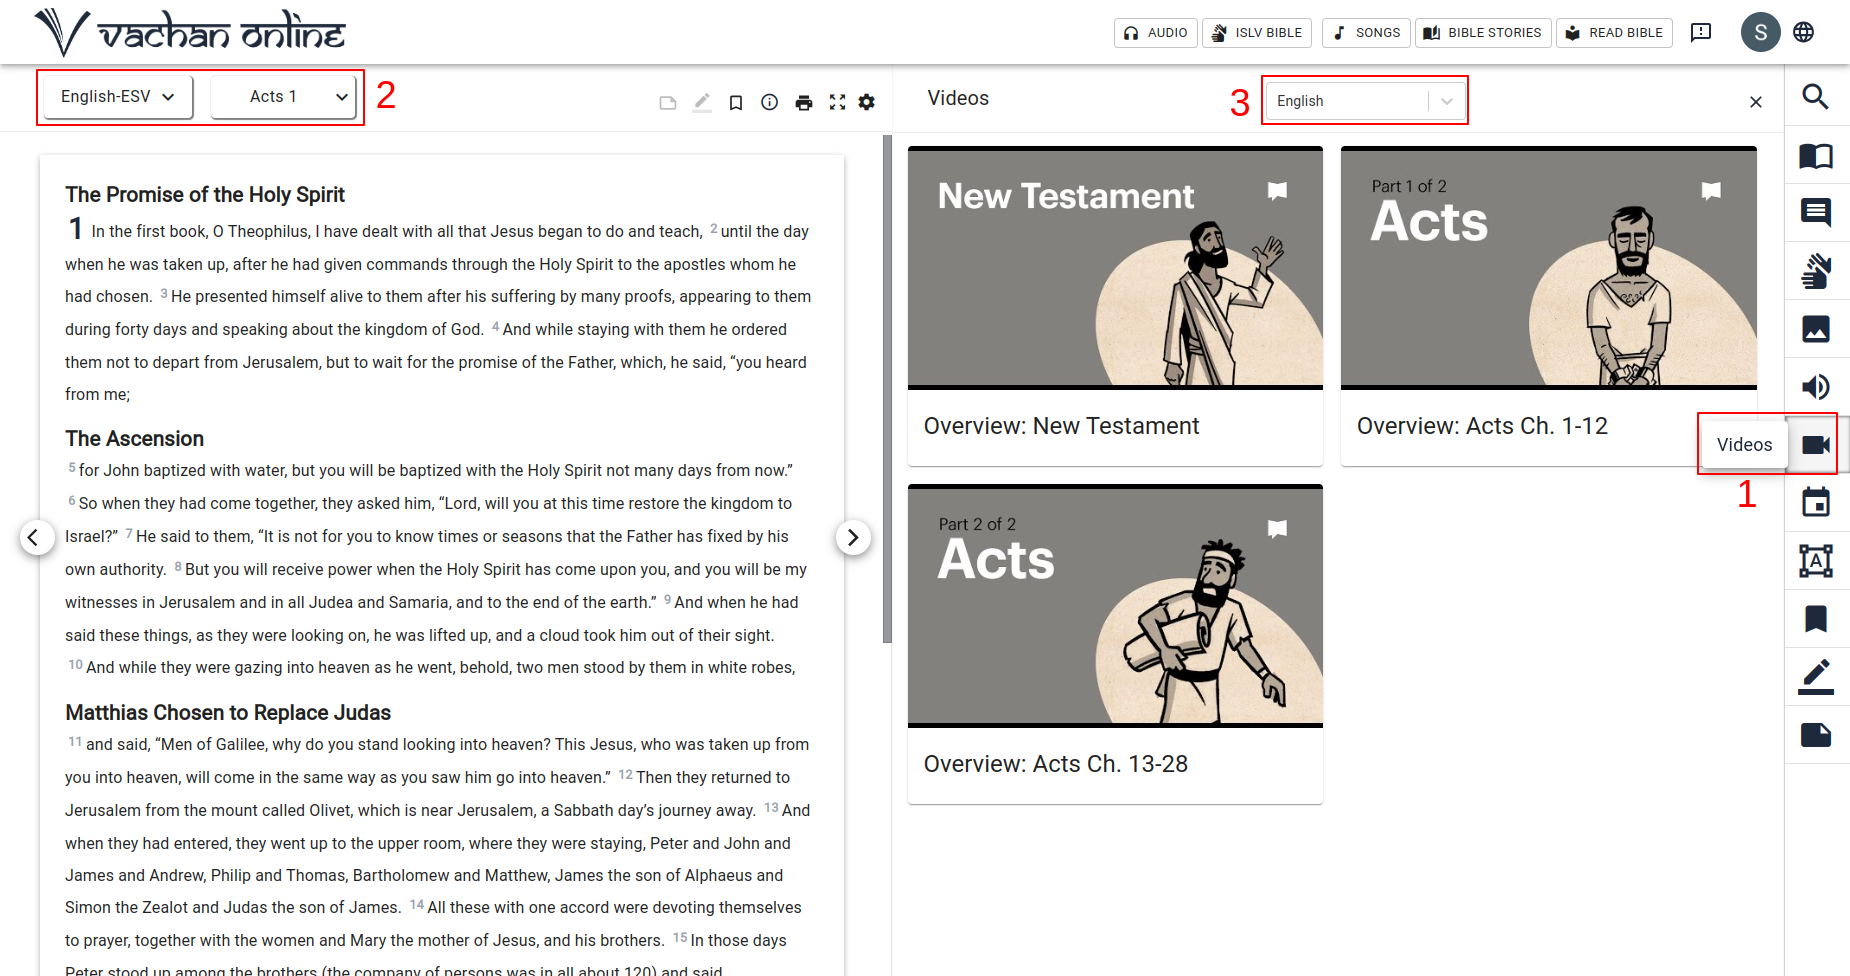 vachan online
AUDIO
ISLV BIBLE
SONGS
BIBLE STORIES
READ BIBLE
S
English-ESV
Acts 1
2
Videos
3
English
The Promise of the Holy Spirit
1 In the first book, O Theophilus, I have dealt with all that Jesus began to do and teach, 2 until the day
when he was taken up, after he had given commands through the Holy Spirit to the apostles whom he
had chosen. 3 He presented himself alive to them after his suffering by many proofs, appearing to them
during forty days and speaking about the kingdom of God. 4 And while staying with them he ordered
them not to depart from Jerusalem, but to wait for the promise of the Father, which, he said, “you heard
from me;
The Ascension
5 for John baptized with water, but you will be baptized with the Holy Spirit not many days from now.”
6 So when they had come together, they asked him, “Lord, will you at this time restore the kingdom to
Israel?” 7 He said to them, “It is not for you to know times or seasons that the Father has fixed by his
own authority. 8 But you will receive power when the Holy Spirit has come upon you, and you will be my
witnesses in Jerusalem and in all Judea and Samaria, and to the end of the earth.” 9 And when he had
said these things, as they were looking on, he was lifted up, and a cloud took him out of their sight.
10 And while they were gazing into heaven as he went, behold, two men stood by them in white robes,
Matthias Chosen to Replace Judas
11 and said, “Men of Galilee, why do you stand looking into heaven? This Jesus, who was taken up from
you into heaven, will come in the same way as you saw him go into heaven.” 12 Then they returned to
Jerusalem from the mount called Olivet, which is near Jerusalem, a Sabbath day’s journey away. 13 And
when they had entered, they went up to the upper room, where they were staying, Peter and John and
James and Andrew, Philip and Thomas, Bartholomew and Matthew, James the son of Alphaeus and
Simon the Zealot and Judas the son of James. 14 All these with one accord were devoting themselves
to prayer, together with the women and Mary the mother of Jesus, and his brothers. 15 In those days
Peter stood up among the brothers (the company of persons was in all about 120) and said
New Testament
Overview: New Testament
Part 1 of 2
Acts
Overview: Acts Ch. 1-12
Part 2 of 2
Acts
Overview: Acts Ch. 13-28
Videos
1
A